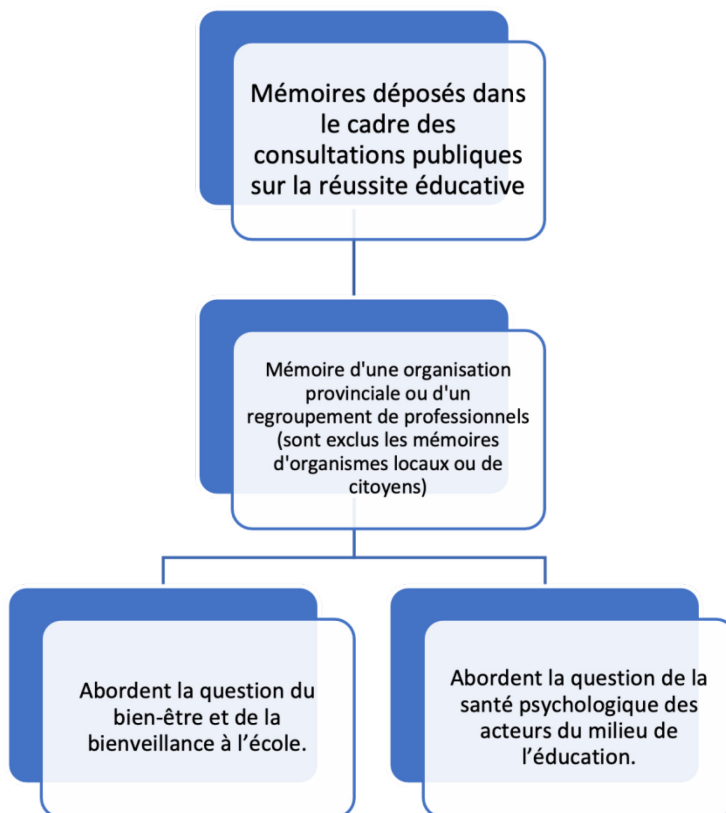 Mémoires déposés dans
le cadre des
consultations publiques
sur la réussite éducative
Mémoire d'une organisation
provinciale ou d'un
regroupement de professionnels
(sont exclus les mémoires
d'organismes locaux ou de
citoyens)
Abordent la question du
bien-être et de la
bienveillance à l’école.
Abordent la question de la
santé psychologique des
acteurs du milieu de
l’éducation.